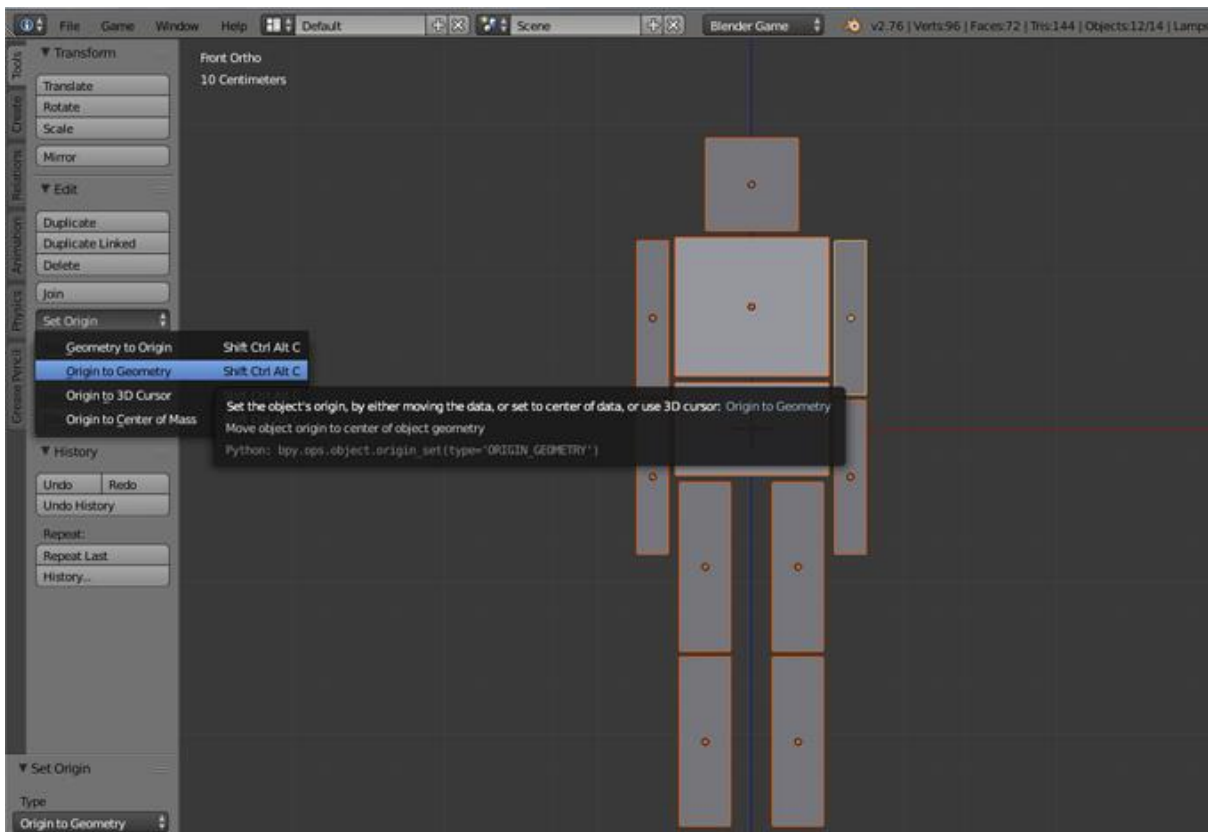 File Game Window Help Default Scene Blender Game v2.76 | Verts:96 | Faces:72 | Tris:144 | Objects:12/14 |
Tools
Create
Relations
Animation
Physics
Grease Pencil
Transform
Translate
Rotate
Scale
Mirror
Edit
Duplicate
Duplicate Linked
Delete
Join
Set Origin
Geometry to Origin Shift Ctrl Alt C
Origin to Geometry Shift Ctrl Alt C
Origin to 3D Cursor
Origin to Center of Mass
Set the object's origin, by either moving the data, or set to center of data, or use 3D cursor: Origin to Geometry
Move object origin to center of object geometry
Python: bpy.ops.object.origin_set(type='ORIGIN_GEOMETRY')
History
Undo Redo
Undo History
Repeat:
Repeat Last
History...
Set Origin
Type
Origin to Geometry
Front Ortho
10 Centimeters